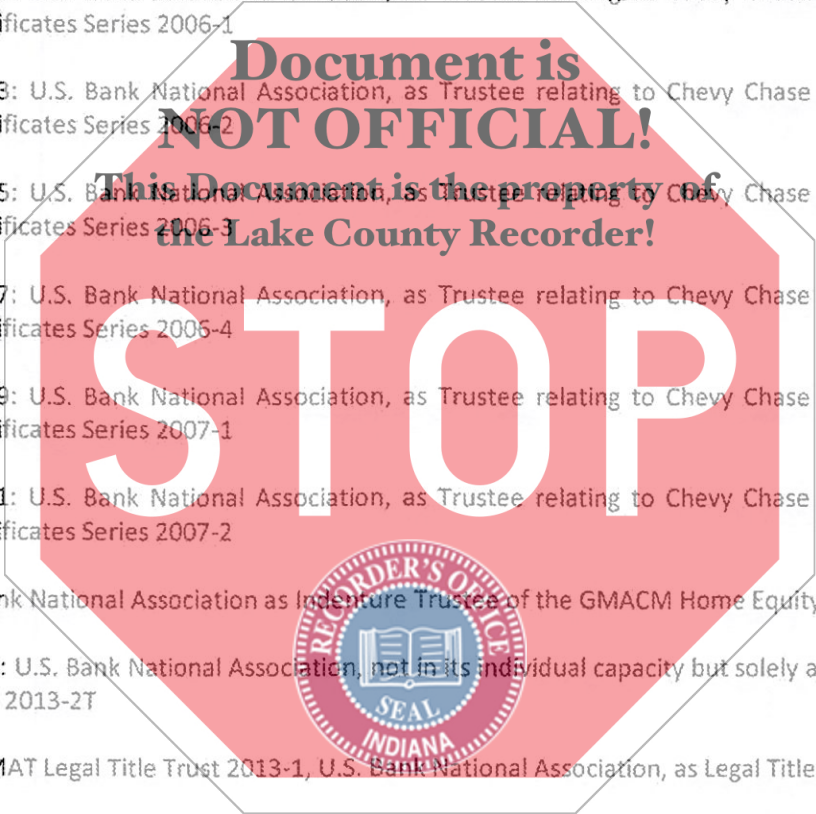 ificates Series 2006-1
Document is
3: U.S. Bank National Association, as Trustee relating to Chevy Chase
NOT OFFICIAL!
ificates Series 2006-2
This Document is the property of
5: U.S. Bank National Association, as Trustee relating to Chevy Chase
the Lake County Recorder!
ificates Series 2006-3
7: U.S. Bank National Association, as Trustee relating to Chevy Chase
ificates Series 2006-4
STOP
9: U.S. Bank National Association, as Trustee relating to Chevy Chase
ificates Series 2007-1
1: U.S. Bank National Association, as Trustee relating to Chevy Chase
ificates Series 2007-2
RECORDER'S OFFICE
nk National Association as Indenture Trustee of the GMACM Home Equity
: U.S. Bank National Association, not in its individual capacity but solely a
2013-2T
SEAL
INDIANA
MAT Legal Title Trust 2013-1, U.S. Bank National Association, as Legal Title